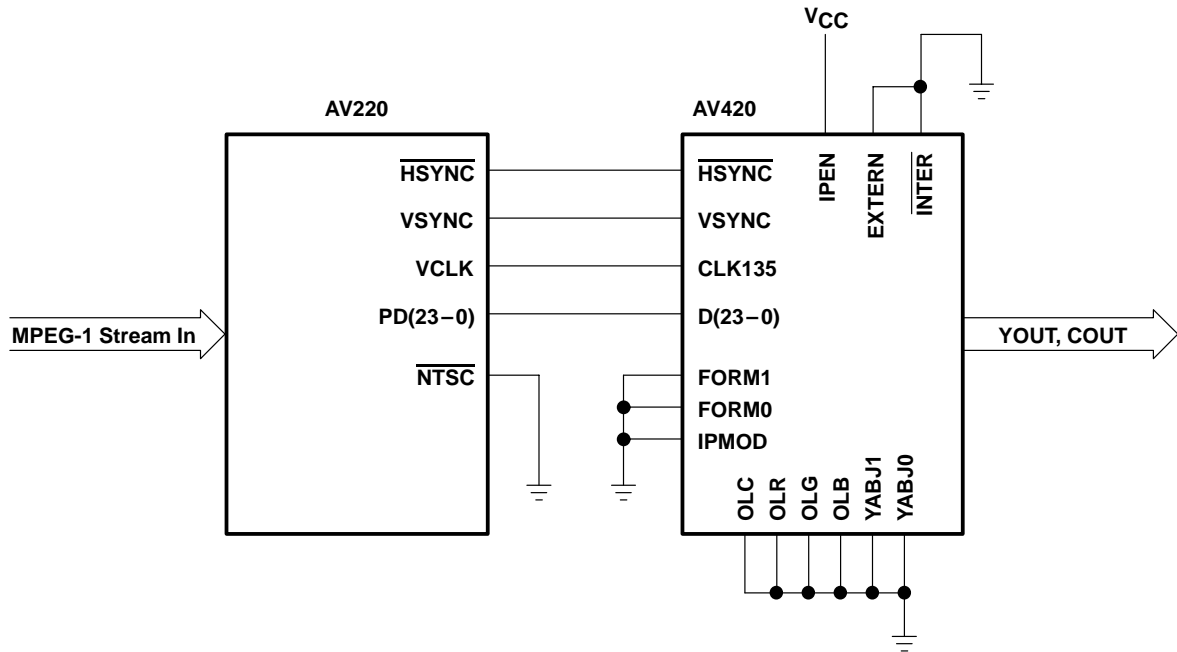 VCC
AV220
AV420
HSYNC
VSYNC
VCLK
PD(23–0)
NTSC
MPEG-1 Stream In
HSYNC
VSYNC
CLK135
D(23–0)
FORM1
FORM0
IPMOD
IPEN
EXTERN
INTER
YOUT, COUT
OLC
OLR
OLG
OLB
YABJ1
YABJ0